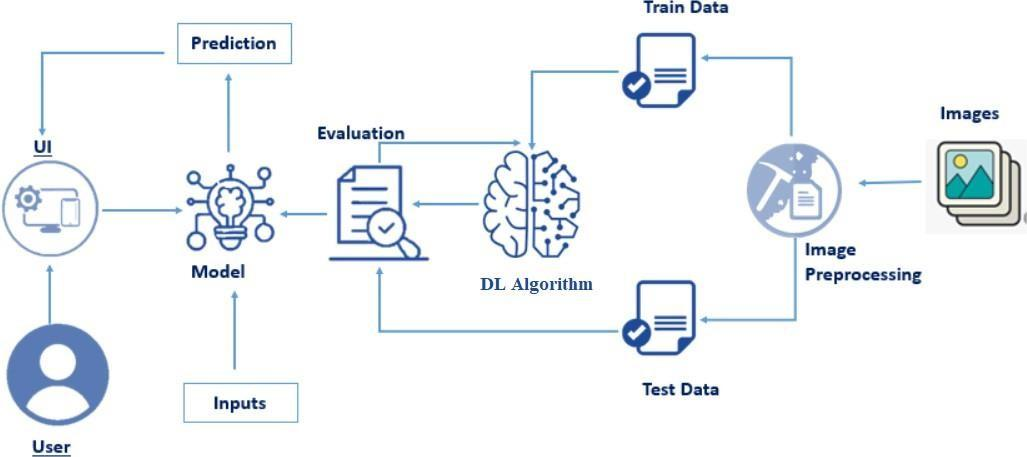 Train Data
Prediction
Images
Evaluation
UI
Image
Preprocessing
Model
DL Algorithm
Test Data
Inputs
User